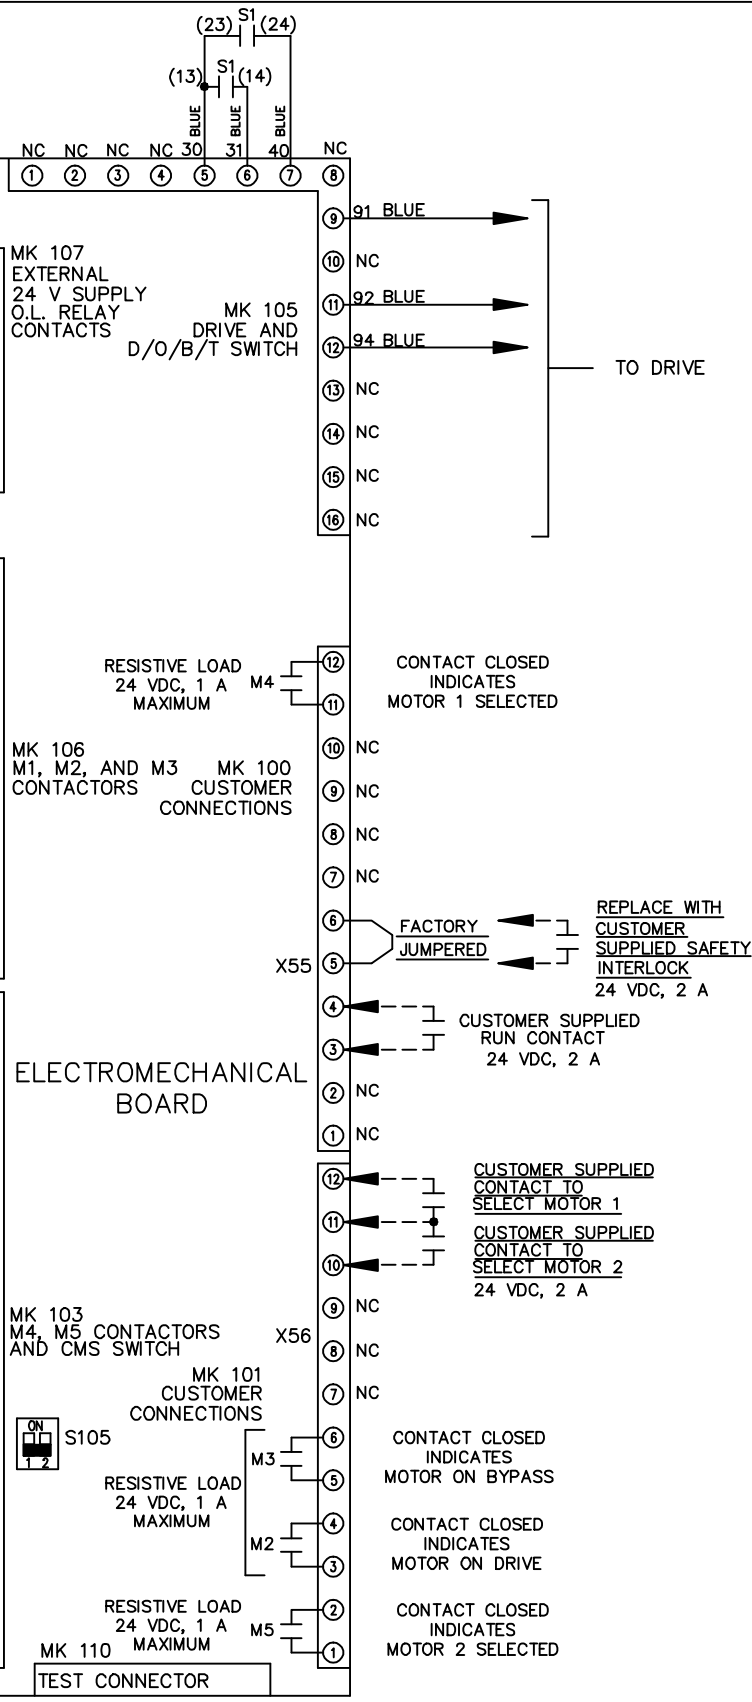 S1
(23) (24)
S1
(13) (14)
BLUE BLUE BLUE
NC NC NC NC 30 31 40 NC
1 2 3 4 5 6 7 8
9 91 BLUE
10 NC
11 92 BLUE
12 94 BLUE
13 NC
14 NC
15 NC
16 NC
TO DRIVE
MK 107
EXTERNAL
24 V SUPPLY
O.L. RELAY
CONTACTS
MK 105
DRIVE AND
D/O/B/T SWITCH
RESISTIVE LOAD
24 VDC, 1 A
MAXIMUM
M4
12
11
CONTACT CLOSED
INDICATES
MOTOR 1 SELECTED
MK 106
M1, M2, AND M3
CONTACTORS
MK 100
CUSTOMER
CONNECTIONS
10 NC
9 NC
8 NC
7 NC
6
5
X55
FACTORY
JUMPERED
REPLACE WITH
CUSTOMER
SUPPLIED SAFETY
INTERLOCK
24 VDC, 2 A
4
3
CUSTOMER SUPPLIED
RUN CONTACT
24 VDC, 2 A
2 NC
1 NC
ELECTROMECHANICAL
BOARD
12
11
10
CUSTOMER SUPPLIED
CONTACT TO
SELECT MOTOR 1
CUSTOMER SUPPLIED
CONTACT TO
SELECT MOTOR 2
24 VDC, 2 A
MK 103
M4, M5 CONTACTORS
AND CMS SWITCH
X56
9 NC
8 NC
7 NC
MK 101
CUSTOMER
CONNECTIONS
ON
1 2
S105
M3
6
5
CONTACT CLOSED
INDICATES
MOTOR ON BYPASS
RESISTIVE LOAD
24 VDC, 1 A
MAXIMUM
M2
4
3
CONTACT CLOSED
INDICATES
MOTOR ON DRIVE
RESISTIVE LOAD
24 VDC, 1 A
MAXIMUM
M5
2
1
CONTACT CLOSED
INDICATES
MOTOR 2 SELECTED
MK 110
TEST CONNECTOR